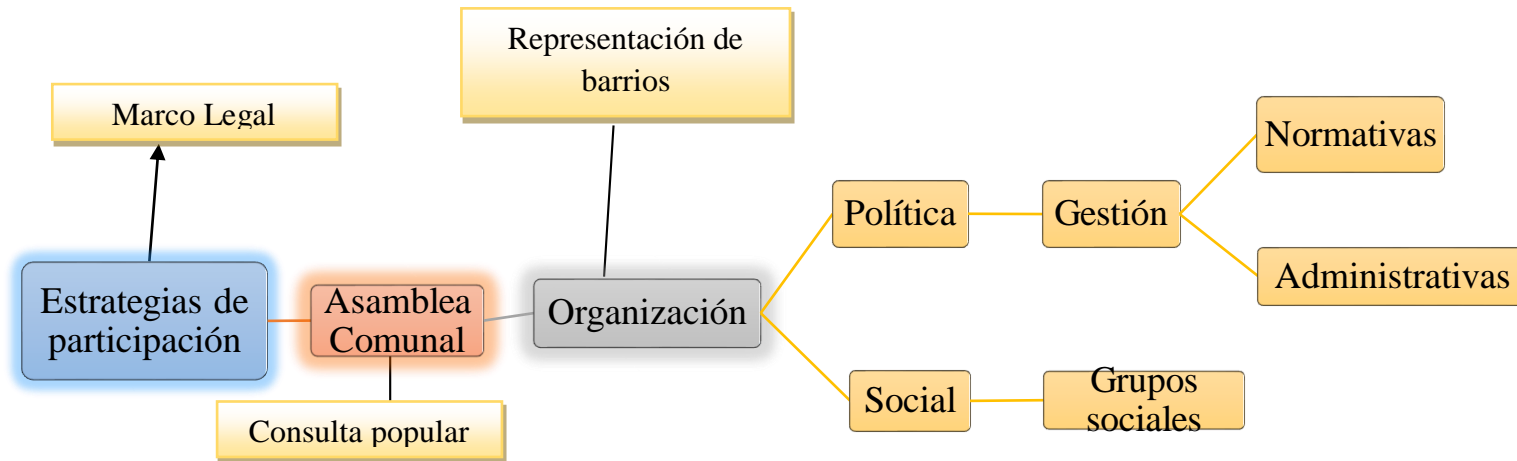 Representación de
barrios
Marco Legal
Normativas
Política
Gestión
Administrativas
Estrategias de
participación
Asamblea
Comunal
Organización
Social
Grupos
sociales
Consulta popular